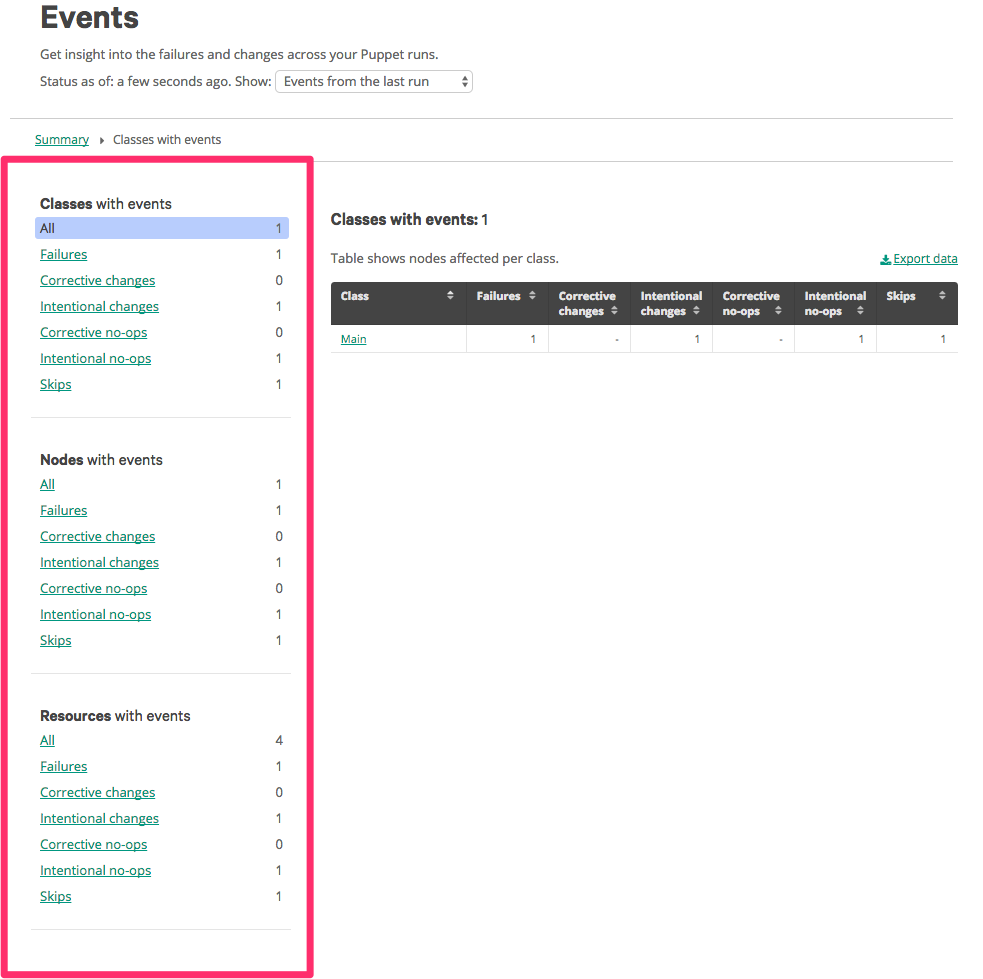 Events
Get insight into the failures and changes across your Puppet runs.
Status as of: a few seconds ago. Show: Events from the last run
Summary Classes with events
Classes with events
All 1
Failures 1
Corrective changes 0
Intentional changes 1
Corrective no-ops 0
Intentional no-ops 1
Skips 1
Nodes with events
All 1
Failures 1
Corrective changes 0
Intentional changes 1
Corrective no-ops 0
Intentional no-ops 1
Skips 1
Resources with events
All 4
Failures 1
Corrective changes 0
Intentional changes 1
Corrective no-ops 0
Intentional no-ops 1
Skips 1
Classes with events: 1
Table shows nodes affected per class. Export data
Class Failures Corrective Intentional Corrective Intentional Skips
changes changes no-ops no-ops
Main 1 - 1 - 1 1